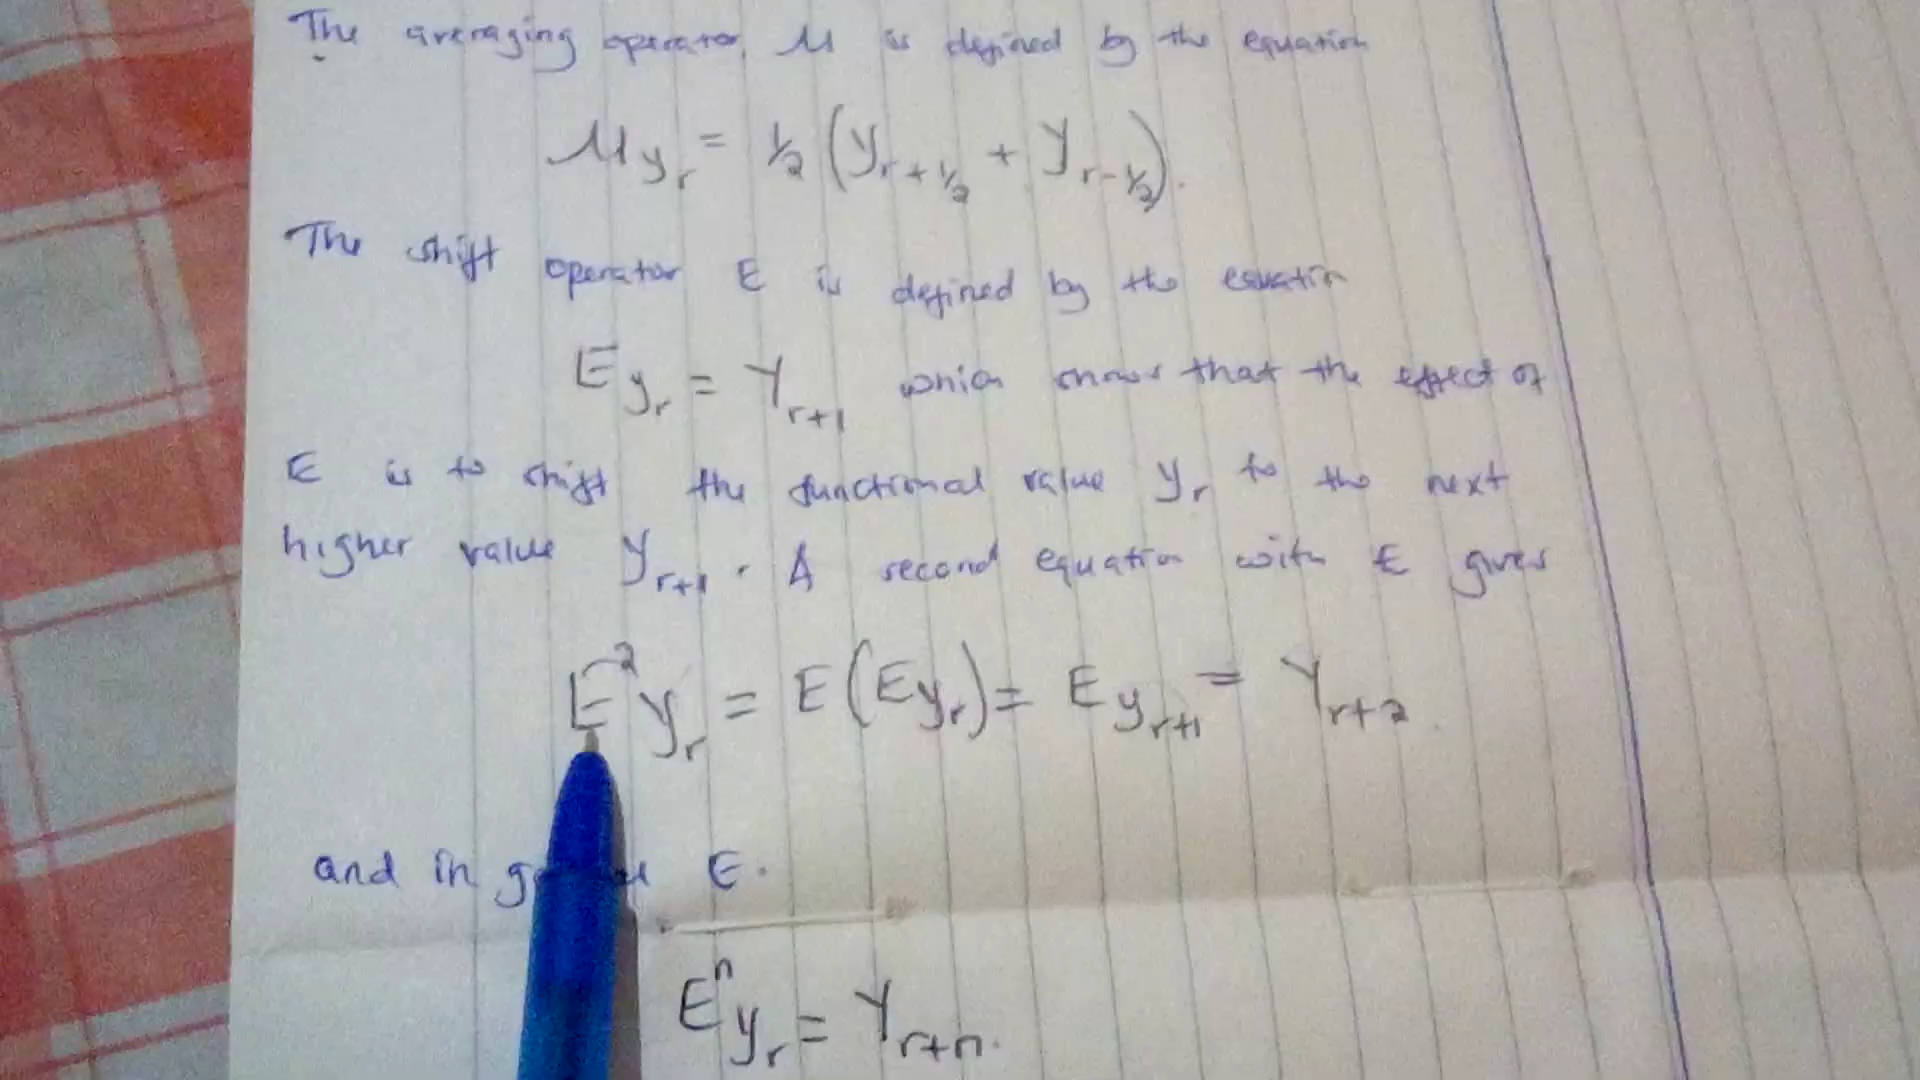 The averaging operator, μ is defined by the equation
μy_r = 1/2 (y_{r+1/2} + y_{r-1/2}).
The shift operator E is defined by the equatin
Ey_r = Y_{r+1} which shows that the effect of
E is to shift the functional value y_r to the next
higher value y_{r+1}. A second equation with E gives
E²y_r = E(Ey_r) = Ey_{r+1} = Y_{r+2}.
and in E.
Eⁿy_r = Y_{r+n}.